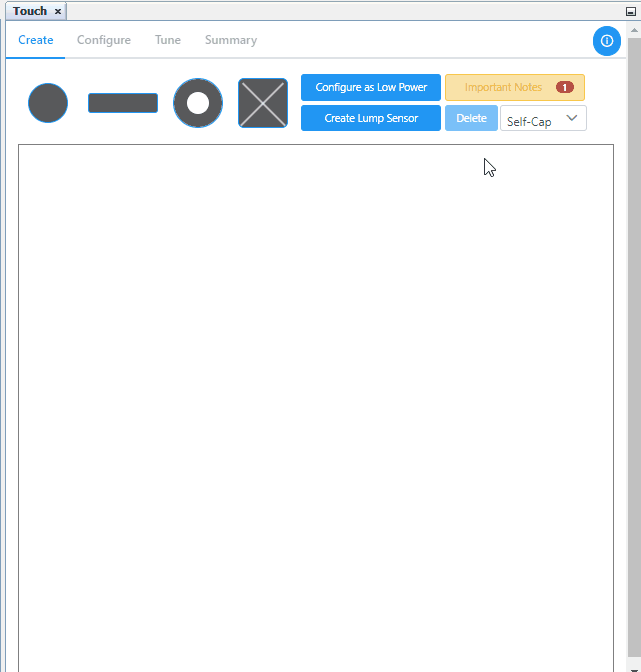 Touch
Create Configure Tune Summary
Configure as Low Power
Important Notes 1
Create Lump Sensor
Delete
Self-Cap